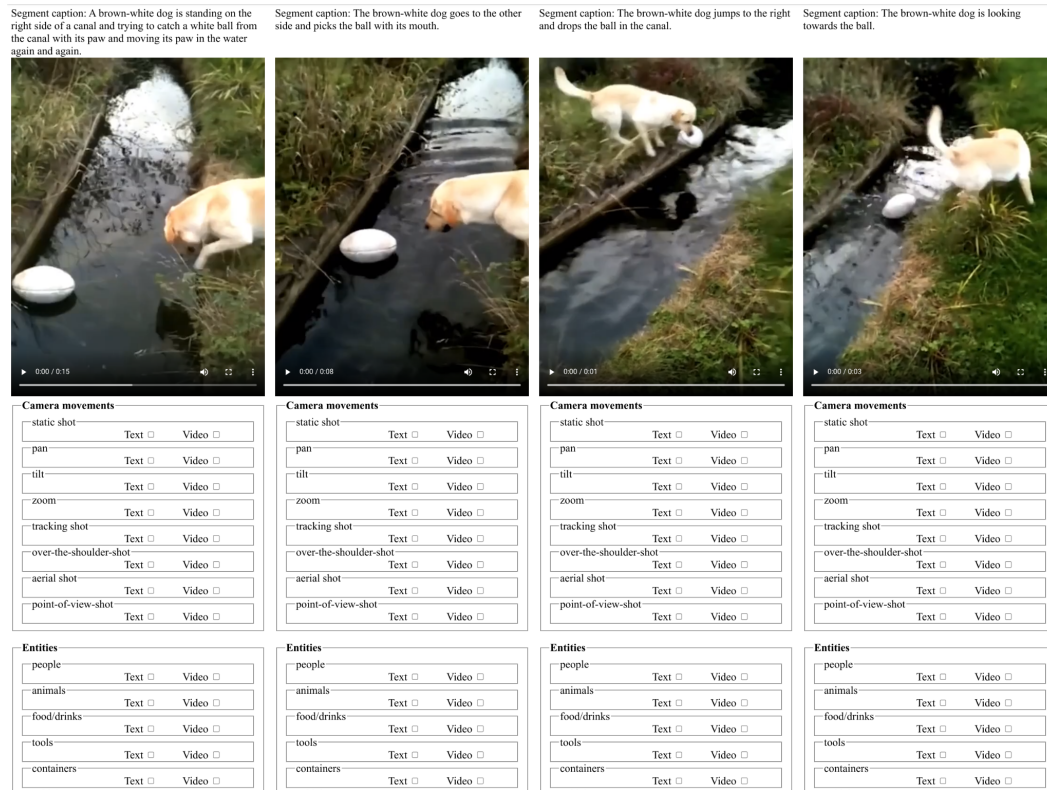 Segment caption: A brown-white dog is standing on the
right side of a canal and trying to catch a white ball from
the canal with its paw and moving its paw in the water
again and again.
Segment caption: The brown-white dog goes to the other
side and picks the ball with its mouth.
Segment caption: The brown-white dog jumps to the right
and drops the ball in the canal.
Segment caption: The brown-white dog is looking
towards the ball.
0:00 / 0:15
0:00 / 0:08
0:00 / 0:01
0:00 / 0:03
Camera movements
static shot
Text Video
pan
Text Video
tilt
Text Video
zoom
Text Video
tracking shot
Text Video
over-the-shoulder-shot
Text Video
aerial shot
Text Video
point-of-view-shot
Text Video
Entities
people
Text Video
animals
Text Video
food/drinks
Text Video
tools
Text Video
containers
Text Video
Camera movements
static shot
Text Video
pan
Text Video
tilt
Text Video
zoom
Text Video
tracking shot
Text Video
over-the-shoulder-shot
Text Video
aerial shot
Text Video
point-of-view-shot
Text Video
Entities
people
Text Video
animals
Text Video
food/drinks
Text Video
tools
Text Video
containers
Text Video
Camera movements
static shot
Text Video
pan
Text Video
tilt
Text Video
zoom
Text Video
tracking shot
Text Video
over-the-shoulder-shot
Text Video
aerial shot
Text Video
point-of-view-shot
Text Video
Entities
people
Text Video
animals
Text Video
food/drinks
Text Video
tools
Text Video
containers
Text Video
Camera movements
static shot
Text Video
pan
Text Video
tilt
Text Video
zoom
Text Video
tracking shot
Text Video
over-the-shoulder-shot
Text Video
aerial shot
Text Video
point-of-view-shot
Text Video
Entities
people
Text Video
animals
Text Video
food/drinks
Text Video
tools
Text Video
containers
Text Video